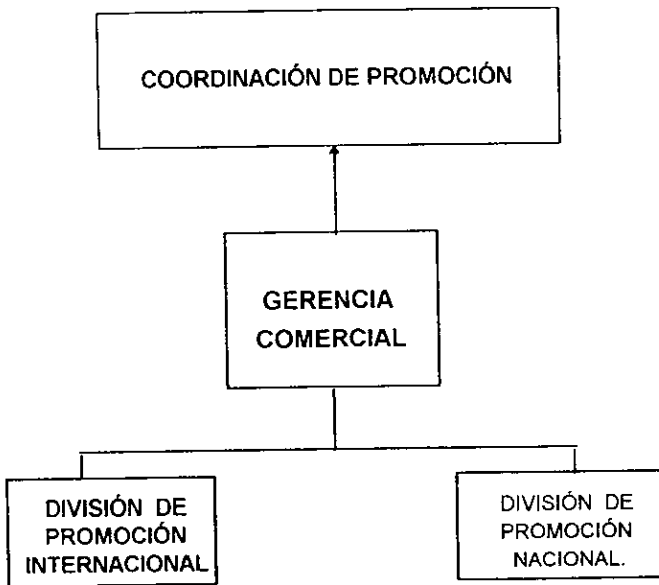 COORDINACIÓN DE PROMOCIÓN
GERENCIA
COMERCIAL
DIVISIÓN DE
PROMOCIÓN
INTERNACIONAL
DIVISIÓN DE
PROMOCIÓN
NACIONAL.